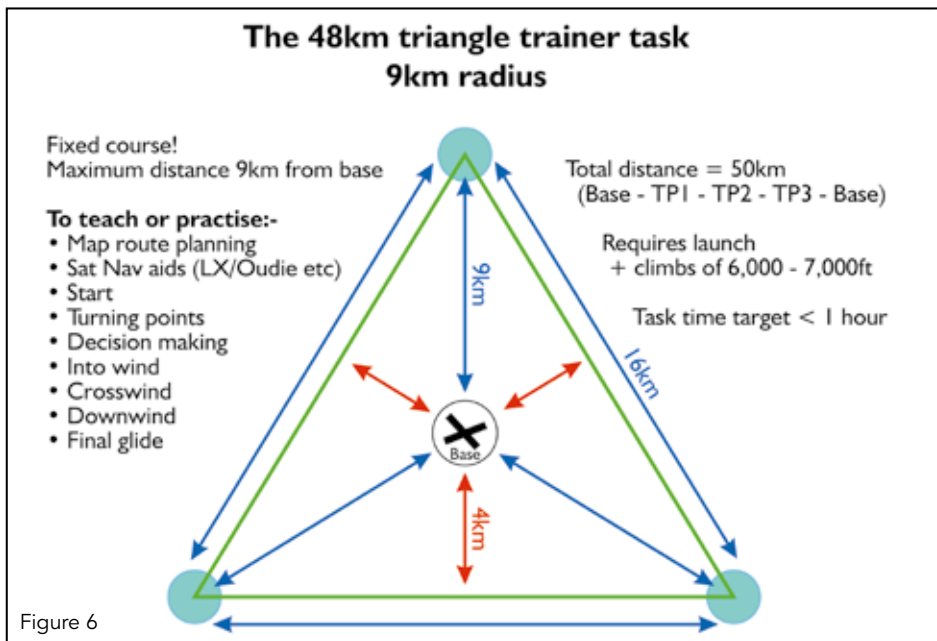 The 48km triangle trainer task
9km radius
Fixed course!
Maximum distance 9km from base
To teach or practise:-
• Map route planning
• Sat Nav aids (LX/Oudie etc)
• Start
• Turning points
• Decision making
• Into wind
• Crosswind
• Downwind
• Final glide
Total distance = 50km
(Base - TP1 - TP2 - TP3 - Base)
Requires launch
+ climbs of 6,000 - 7,000ft
Task time target < 1 hour
9km
16km
Base
4km
Figure 6